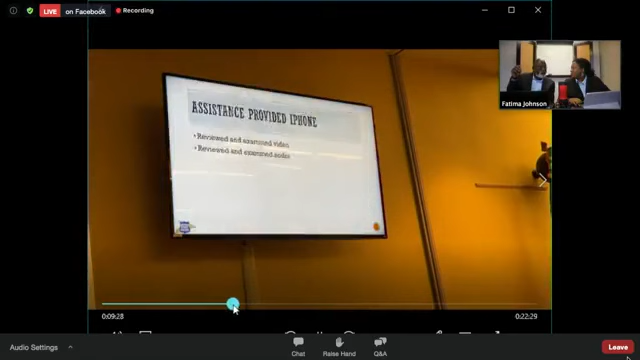 LIVE on Facebook Recording
Fatima Johnson
ASSISTANCE PROVIDED IPHONE
• Reviewed and examined video
• Reviewed and examined audio
0:09:28
0:22:29
Audio Settings
Chat
Raise Hand
Q&A
Leave